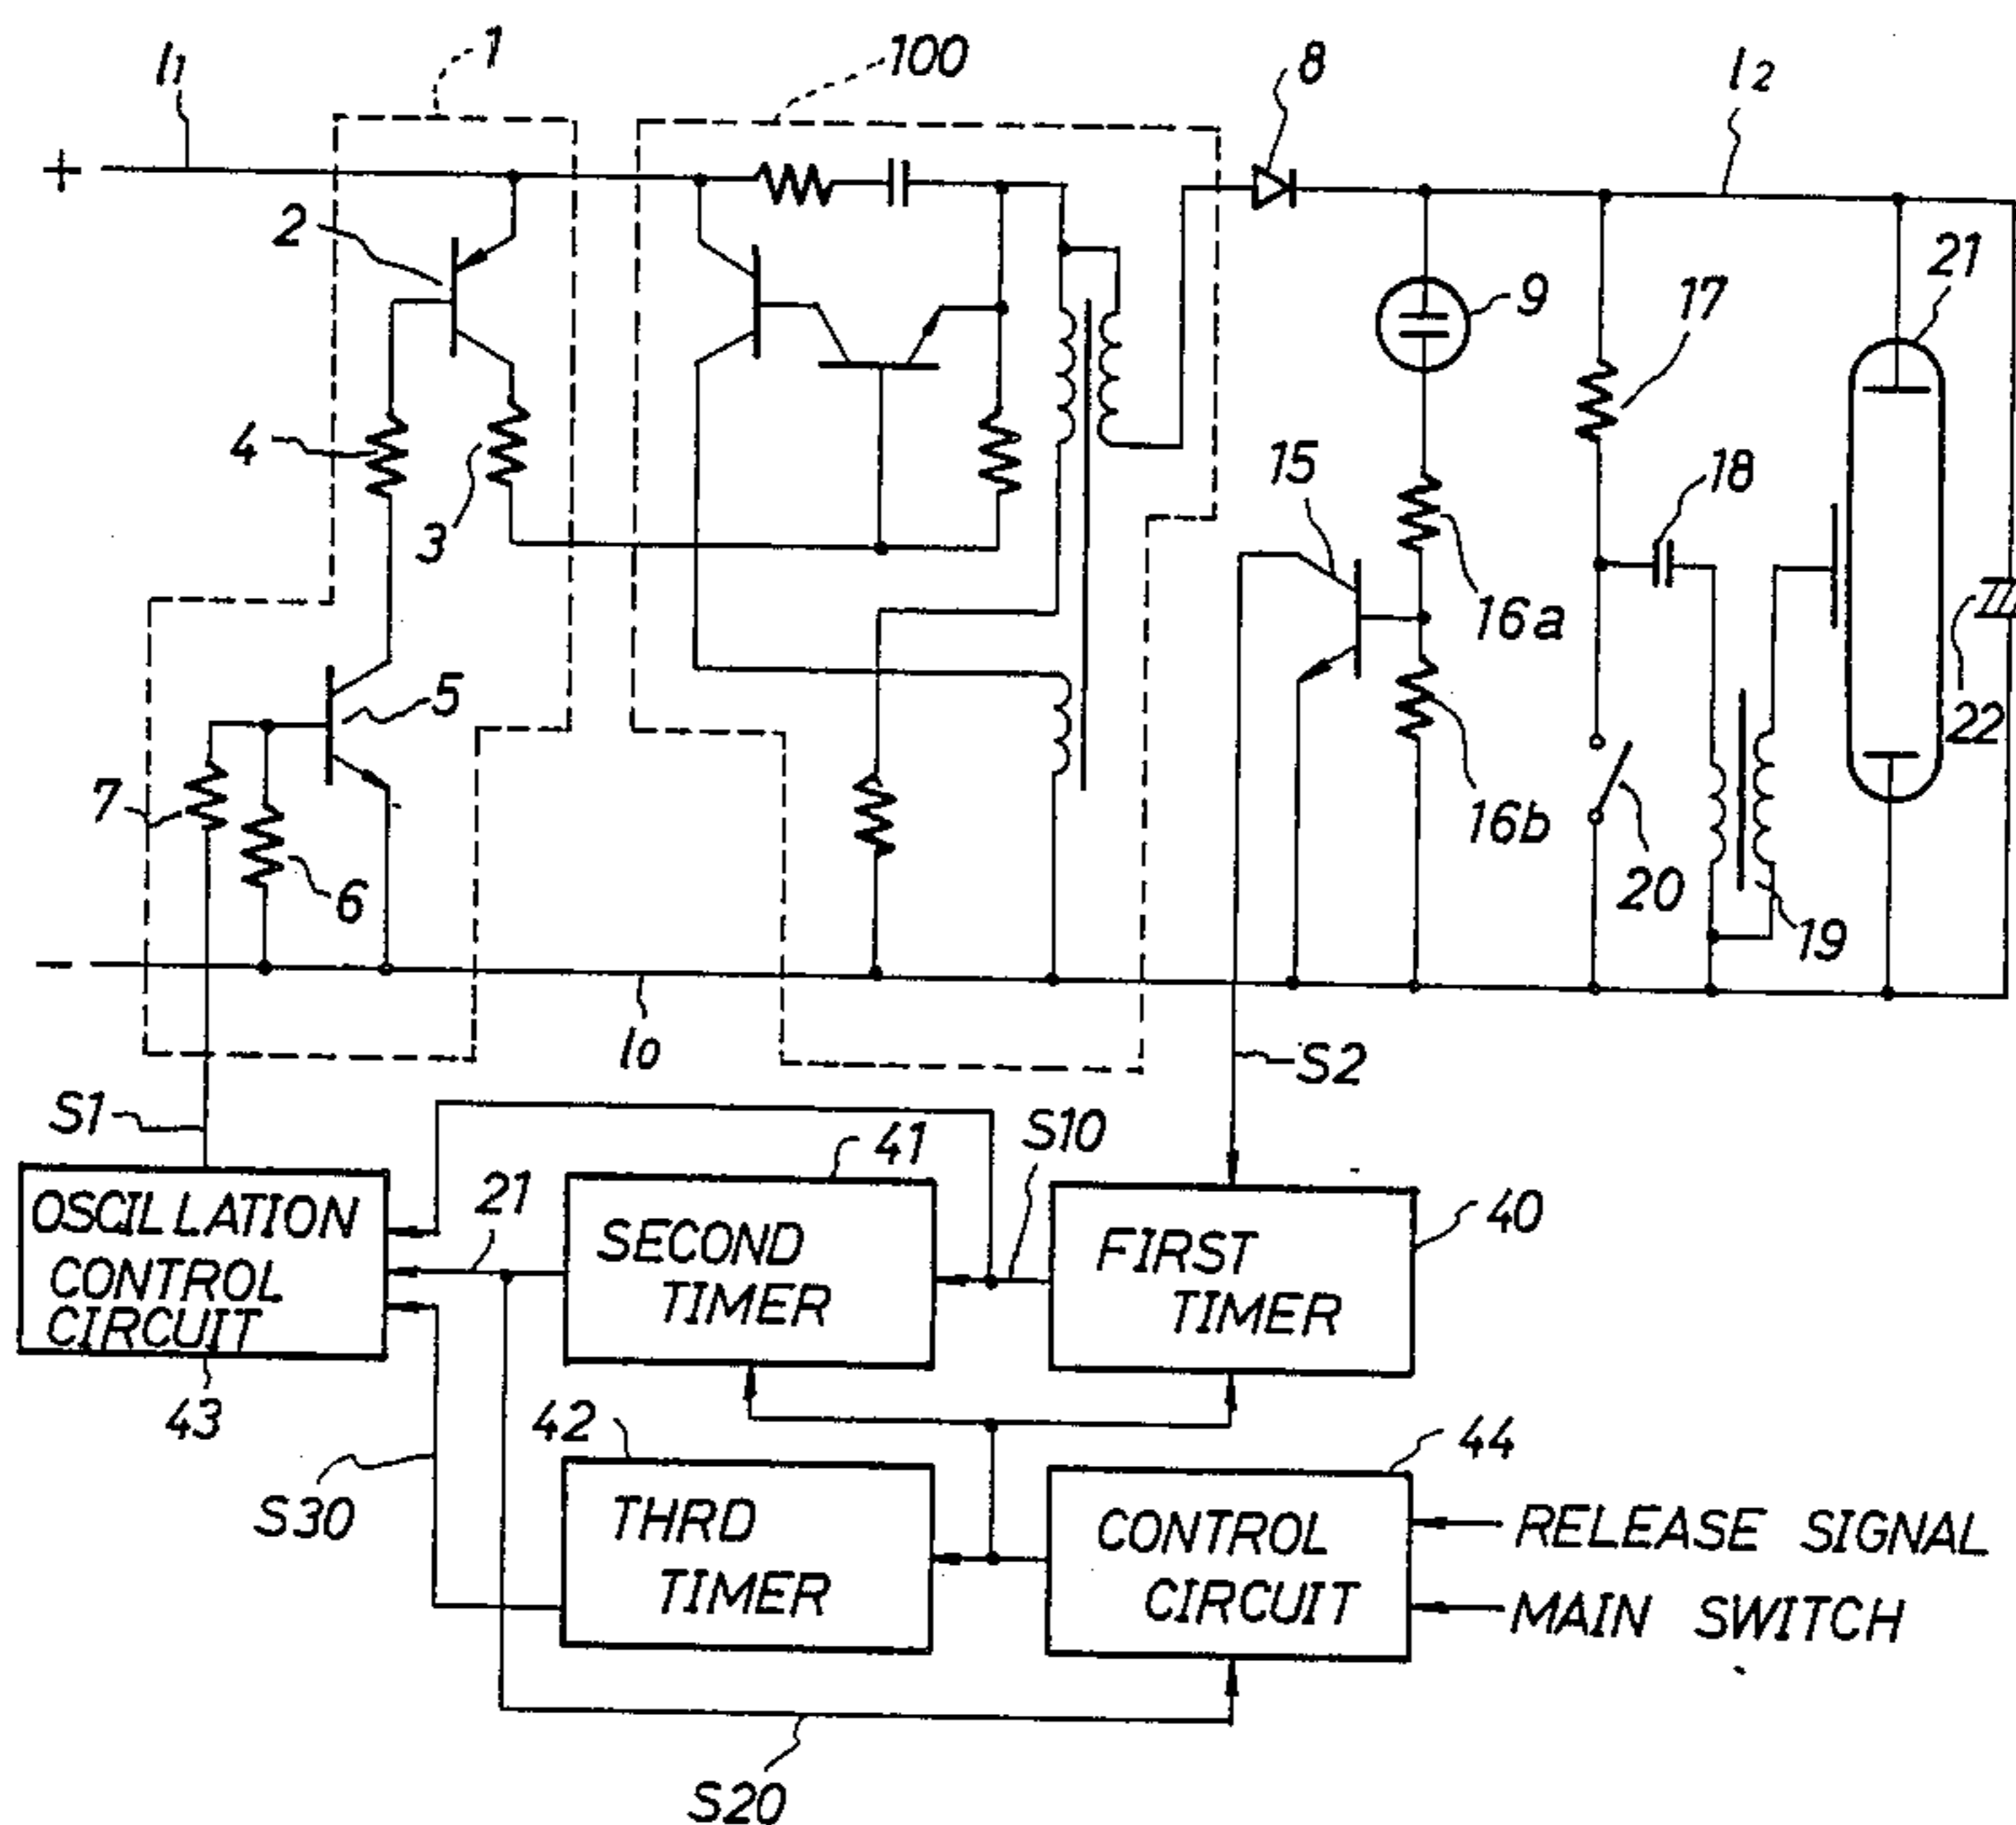 l1
1
100
8
l2
+
2
9
17
21
4
3
15
18
16a
5
22
7
6
16b
20
19
−
l0
S2
S1
41
S10
21
40
OSCILLATION
CONTROL
CIRCUIT
SECOND
TIMER
FIRST
TIMER
43
42
44
S30
THRD
TIMER
CONTROL
CIRCUIT
RELEASE SIGNAL
MAIN SWITCH
S20